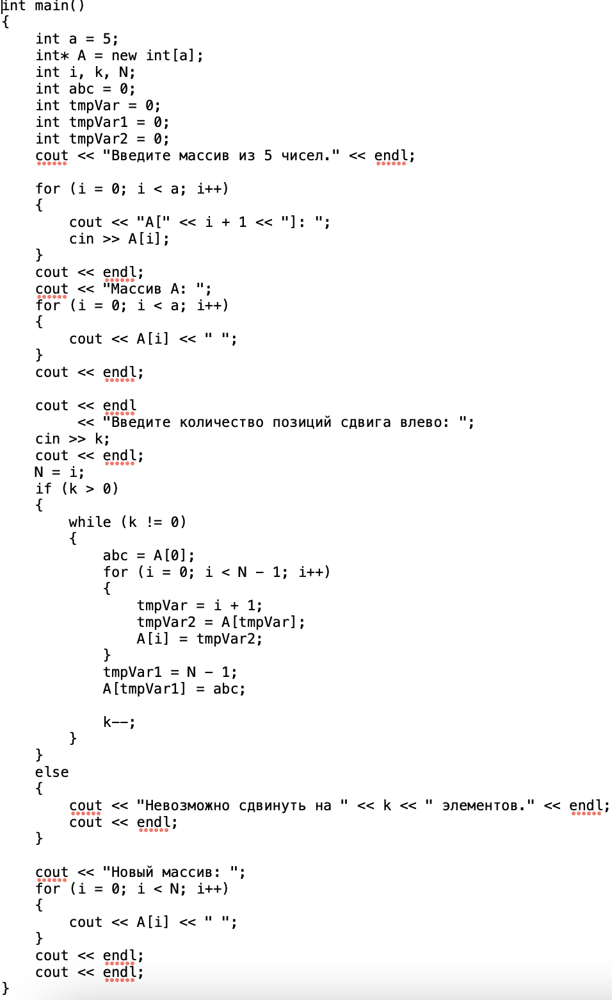 int main()
{
    int a = 5;
    int* A = new int[a];
    int i, k, N;
    int abc = 0;
    int tmpVar = 0;
    int tmpVar1 = 0;
    int tmpVar2 = 0;
    cout << "Введите массив из 5 чисел." << endl;

    for (i = 0; i < a; i++)
    {
        cout << "A[" << i + 1 << "]: ";
        cin >> A[i];
    }
    cout << endl;
    cout << "Массив A: ";
    for (i = 0; i < a; i++)
    {
        cout << A[i] << " ";
    }
    cout << endl;

    cout << endl
         << "Введите количество позиций сдвига влево: ";
    cin >> k;
    cout << endl;
    N = i;
    if (k > 0)
    {
        while (k != 0)
        {
            abc = A[0];
            for (i = 0; i < N - 1; i++)
            {
                tmpVar = i + 1;
                tmpVar2 = A[tmpVar];
                A[i] = tmpVar2;
            }
            tmpVar1 = N - 1;
            A[tmpVar1] = abc;

            k--;
        }
    }
    else
    {
        cout << "Невозможно сдвинуть на " << k << " элементов." << endl;
        cout << endl;
    }

    cout << "Новый массив: ";
    for (i = 0; i < N; i++)
    {
        cout << A[i] << " ";
    }
    cout << endl;
    cout << endl;
}